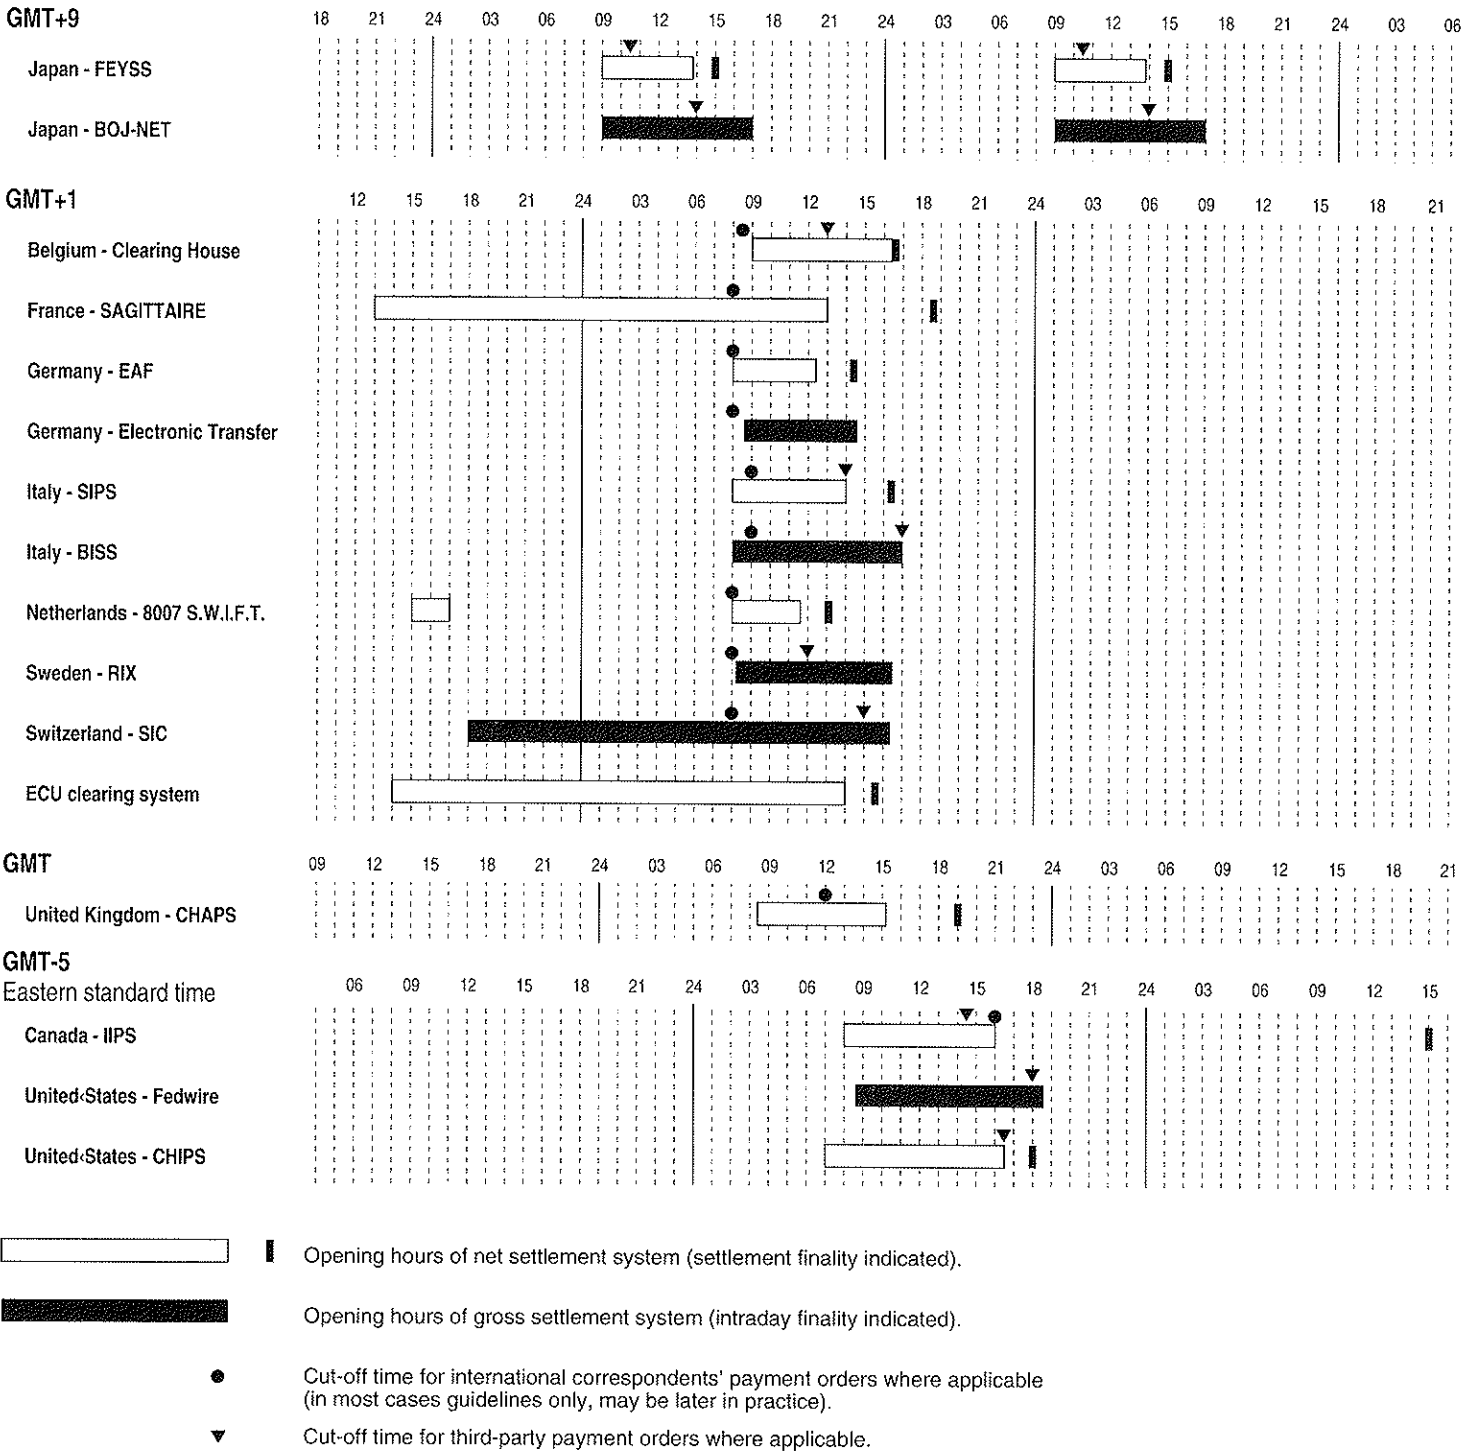 GMT+9 18 21 24 03 06 09 12 15 18 21 24 03 06 09 12 15 18 21 24 03 06
Japan - FEYSS
Japan - BOJ-NET
GMT+1 12 15 18 21 24 03 06 09 12 15 18 21 24 03 06 09 12 15 18 21
Belgium - Clearing House
France - SAGITTAIRE
Germany - EAF
Germany - Electronic Transfer
Italy - SIPS
Italy - BISS
Netherlands - 8007 S.W.I.F.T.
Sweden - RIX
Switzerland - SIC
ECU clearing system
GMT 09 12 15 18 21 24 03 06 09 12 15 18 21 24 03 06 09 12 15 18 21
United Kingdom - CHAPS
GMT-5
Eastern standard time 06 09 12 15 18 21 24 03 06 09 12 15 18 21 24 03 06 09 12 15
Canada - IIPS
United‹States - Fedwire
United‹States - CHIPS
Opening hours of net settlement system (settlement finality indicated).
Opening hours of gross settlement system (intraday finality indicated).
Cut-off time for international correspondents' payment orders where applicable
(in most cases guidelines only, may be later in practice).
Cut-off time for third-party payment orders where applicable.